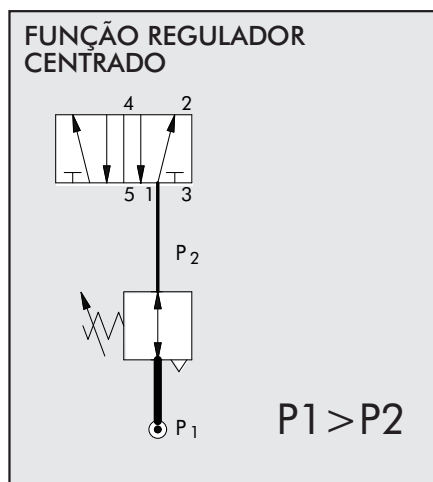 FUNÇÃO REGULADOR
CENTRADO
4 2
5 1 3
P2
P1
P1>P2